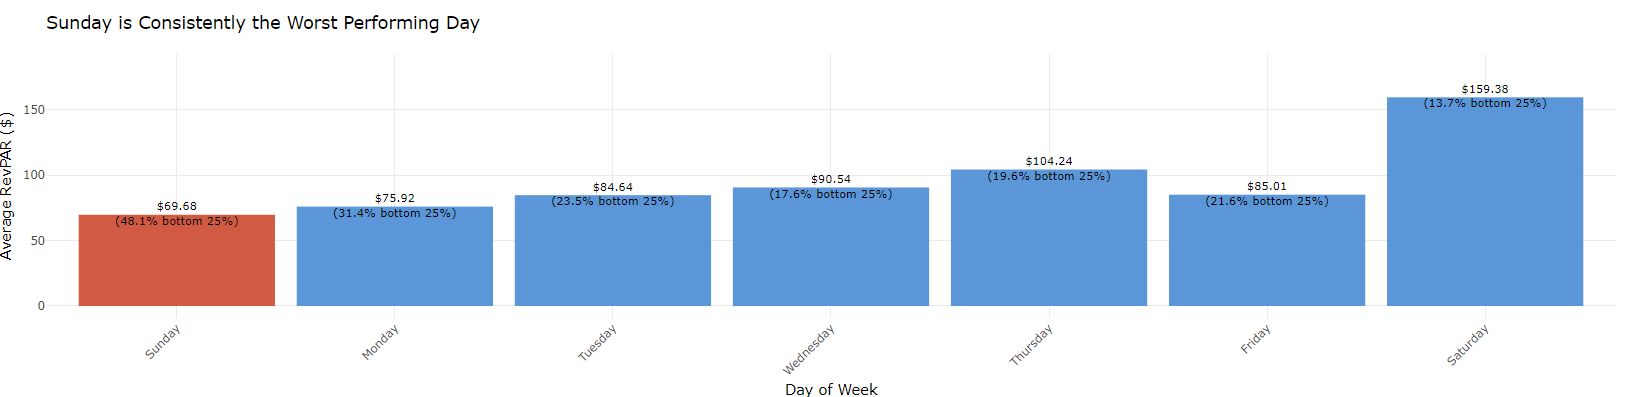 Sunday is Consistently the Worst Performing Day
Average RevPAR ($)
150
100
50
0
$69.68
(48.1% bottom 25%)
$75.92
(31.4% bottom 25%)
$84.64
(23.5% bottom 25%)
$90.54
(17.6% bottom 25%)
$104.24
(19.6% bottom 25%)
$85.01
(21.6% bottom 25%)
$159.38
(13.7% bottom 25%)
Sunday
Monday
Tuesday
Wednesday
Thursday
Friday
Saturday
Day of Week